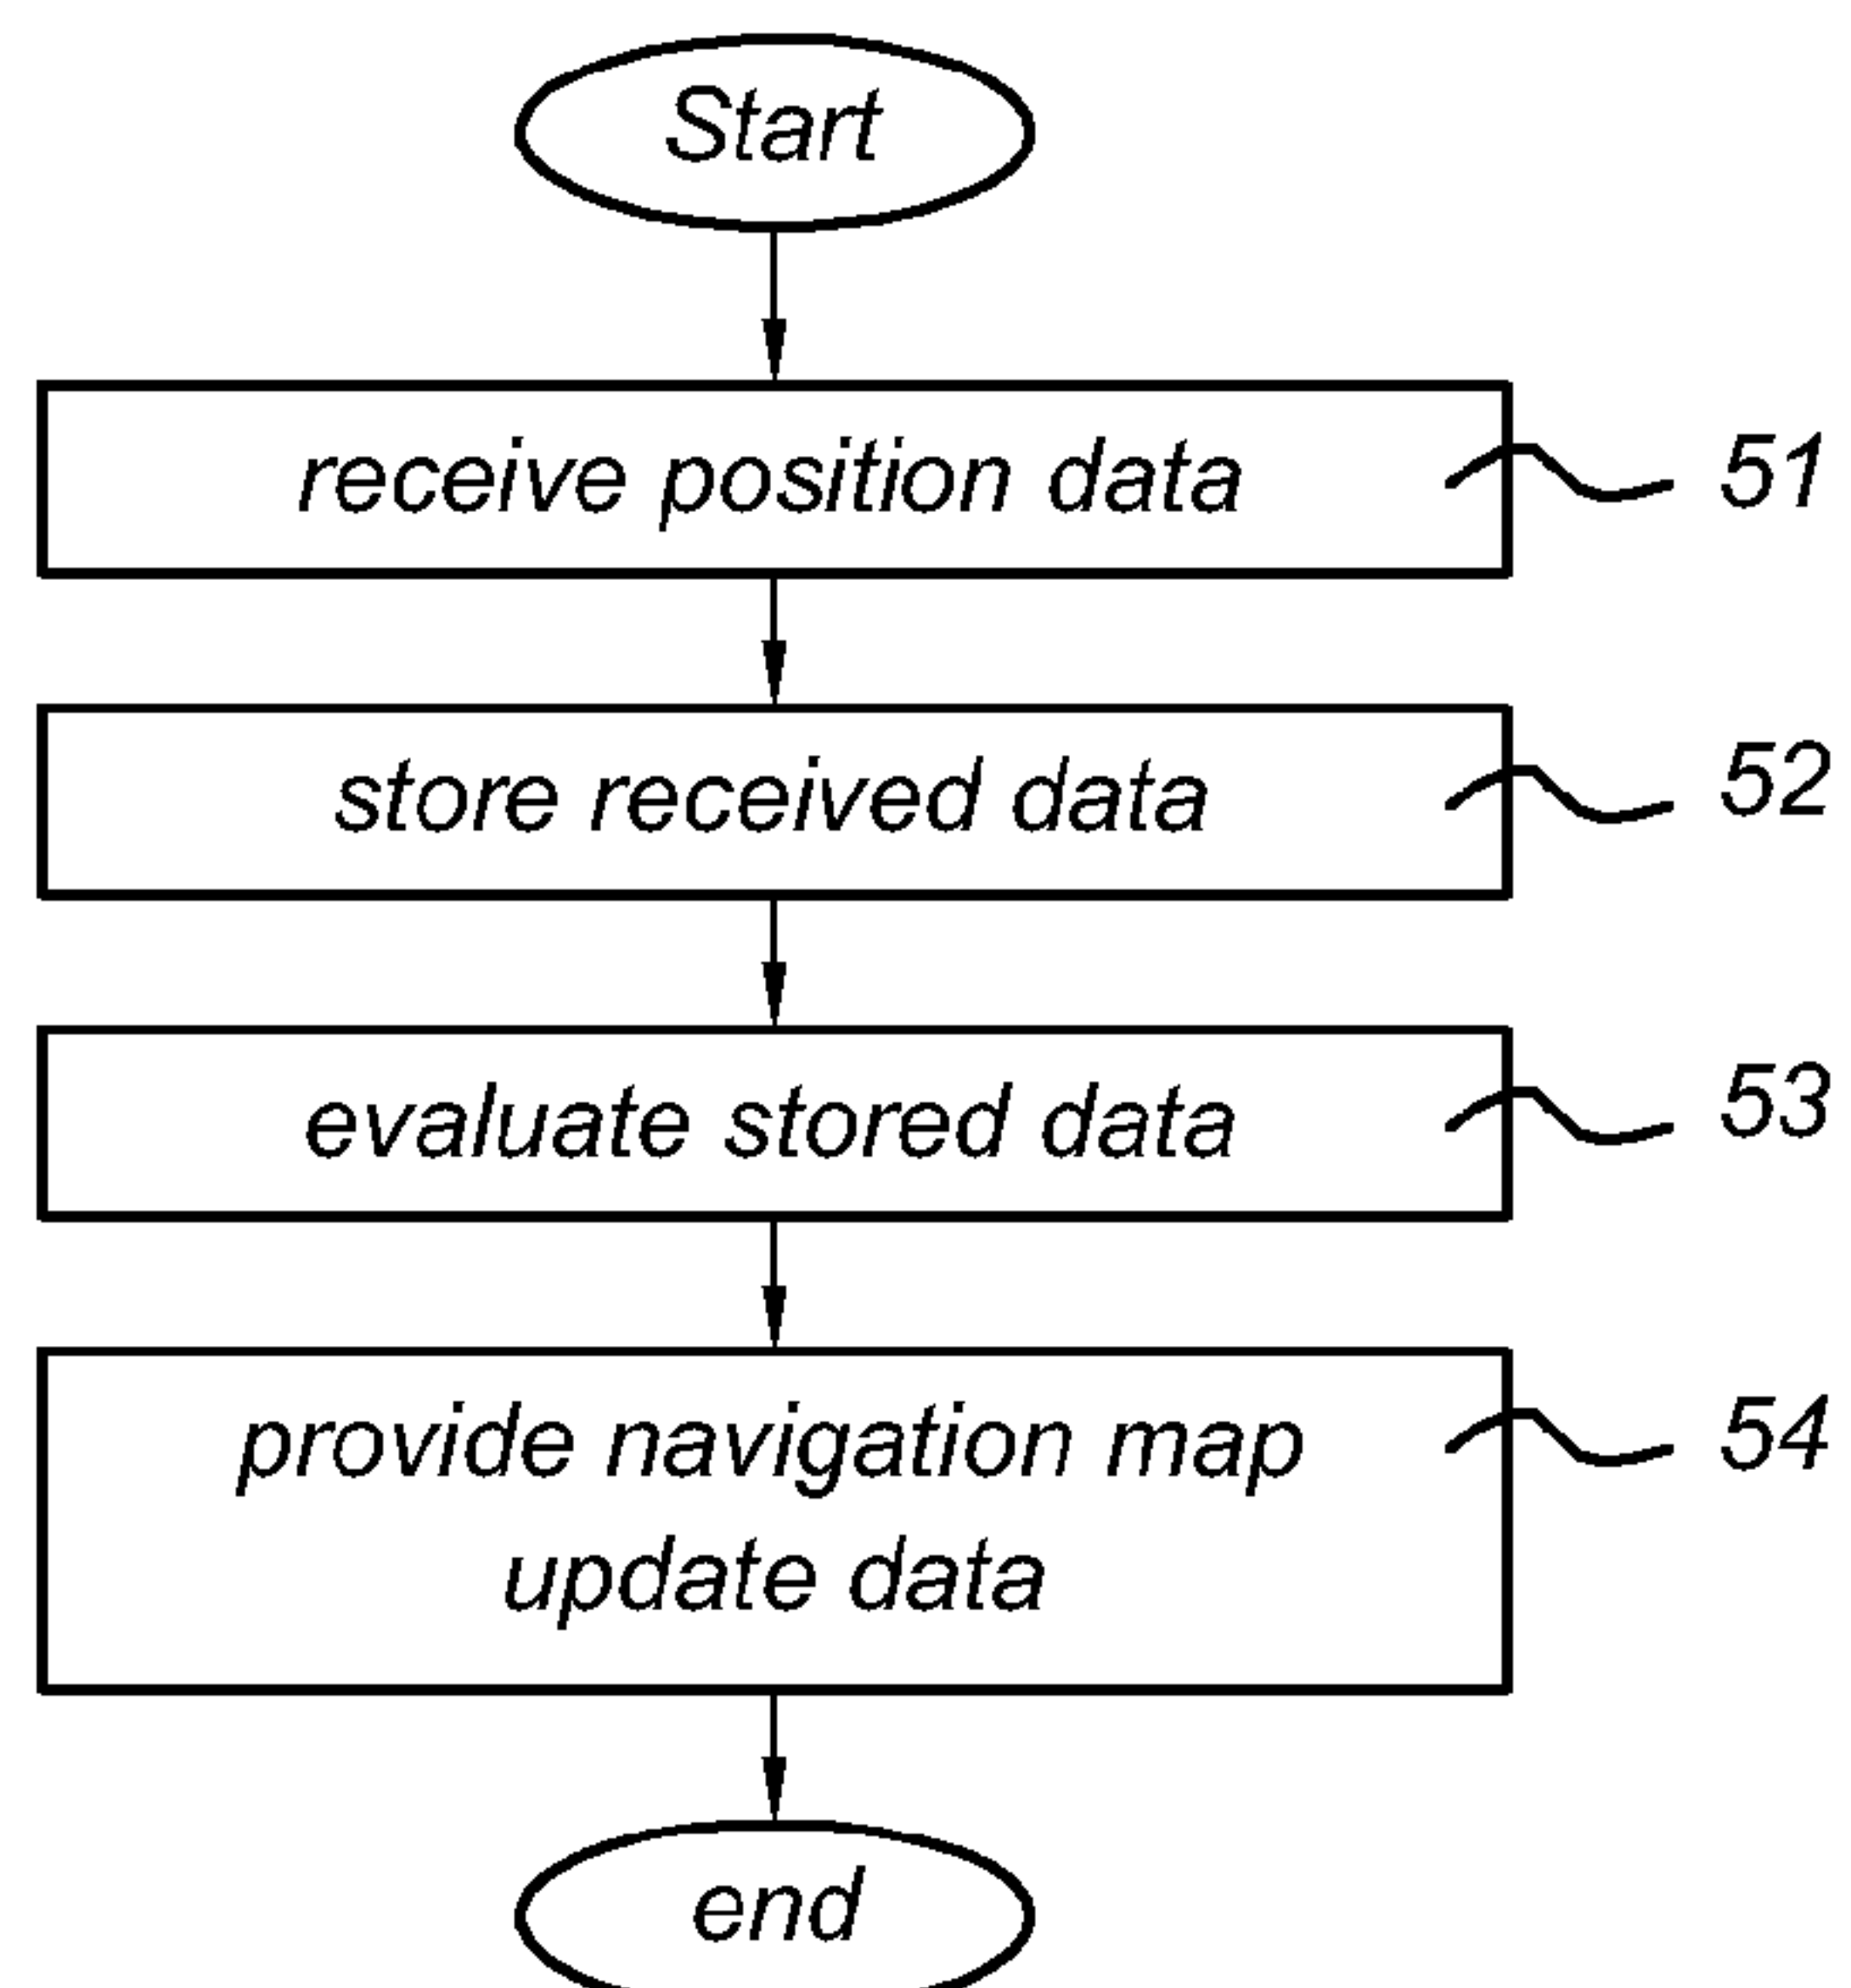 Start
receive position data 51
store received data 52
evaluate stored data 53
provide navigation map 54
update data
end